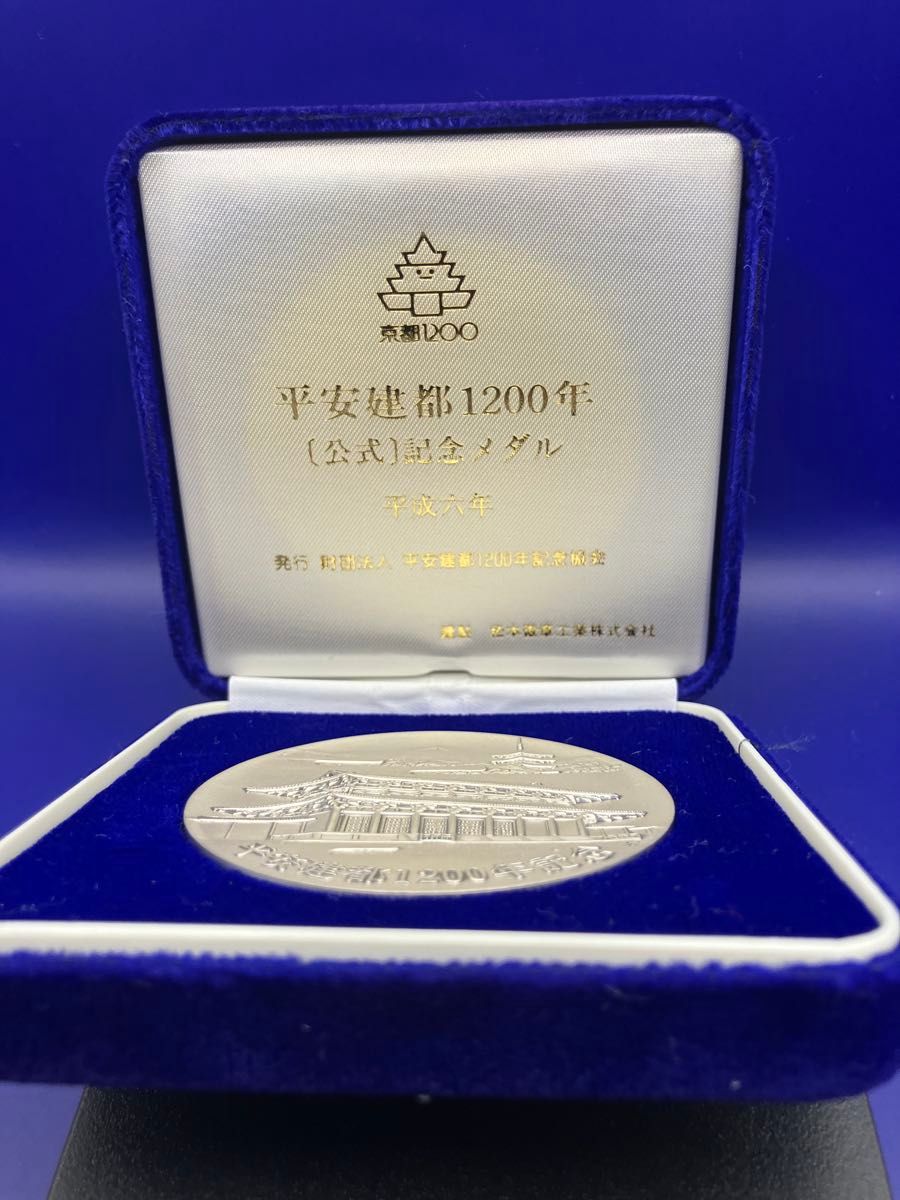 京都1200
平安建都1200年
〔公式〕記念メダル
平成六年
発行 財団法人 平安建都1200年記念協会
松本徽章工業株式會社
平安建都1200年記念